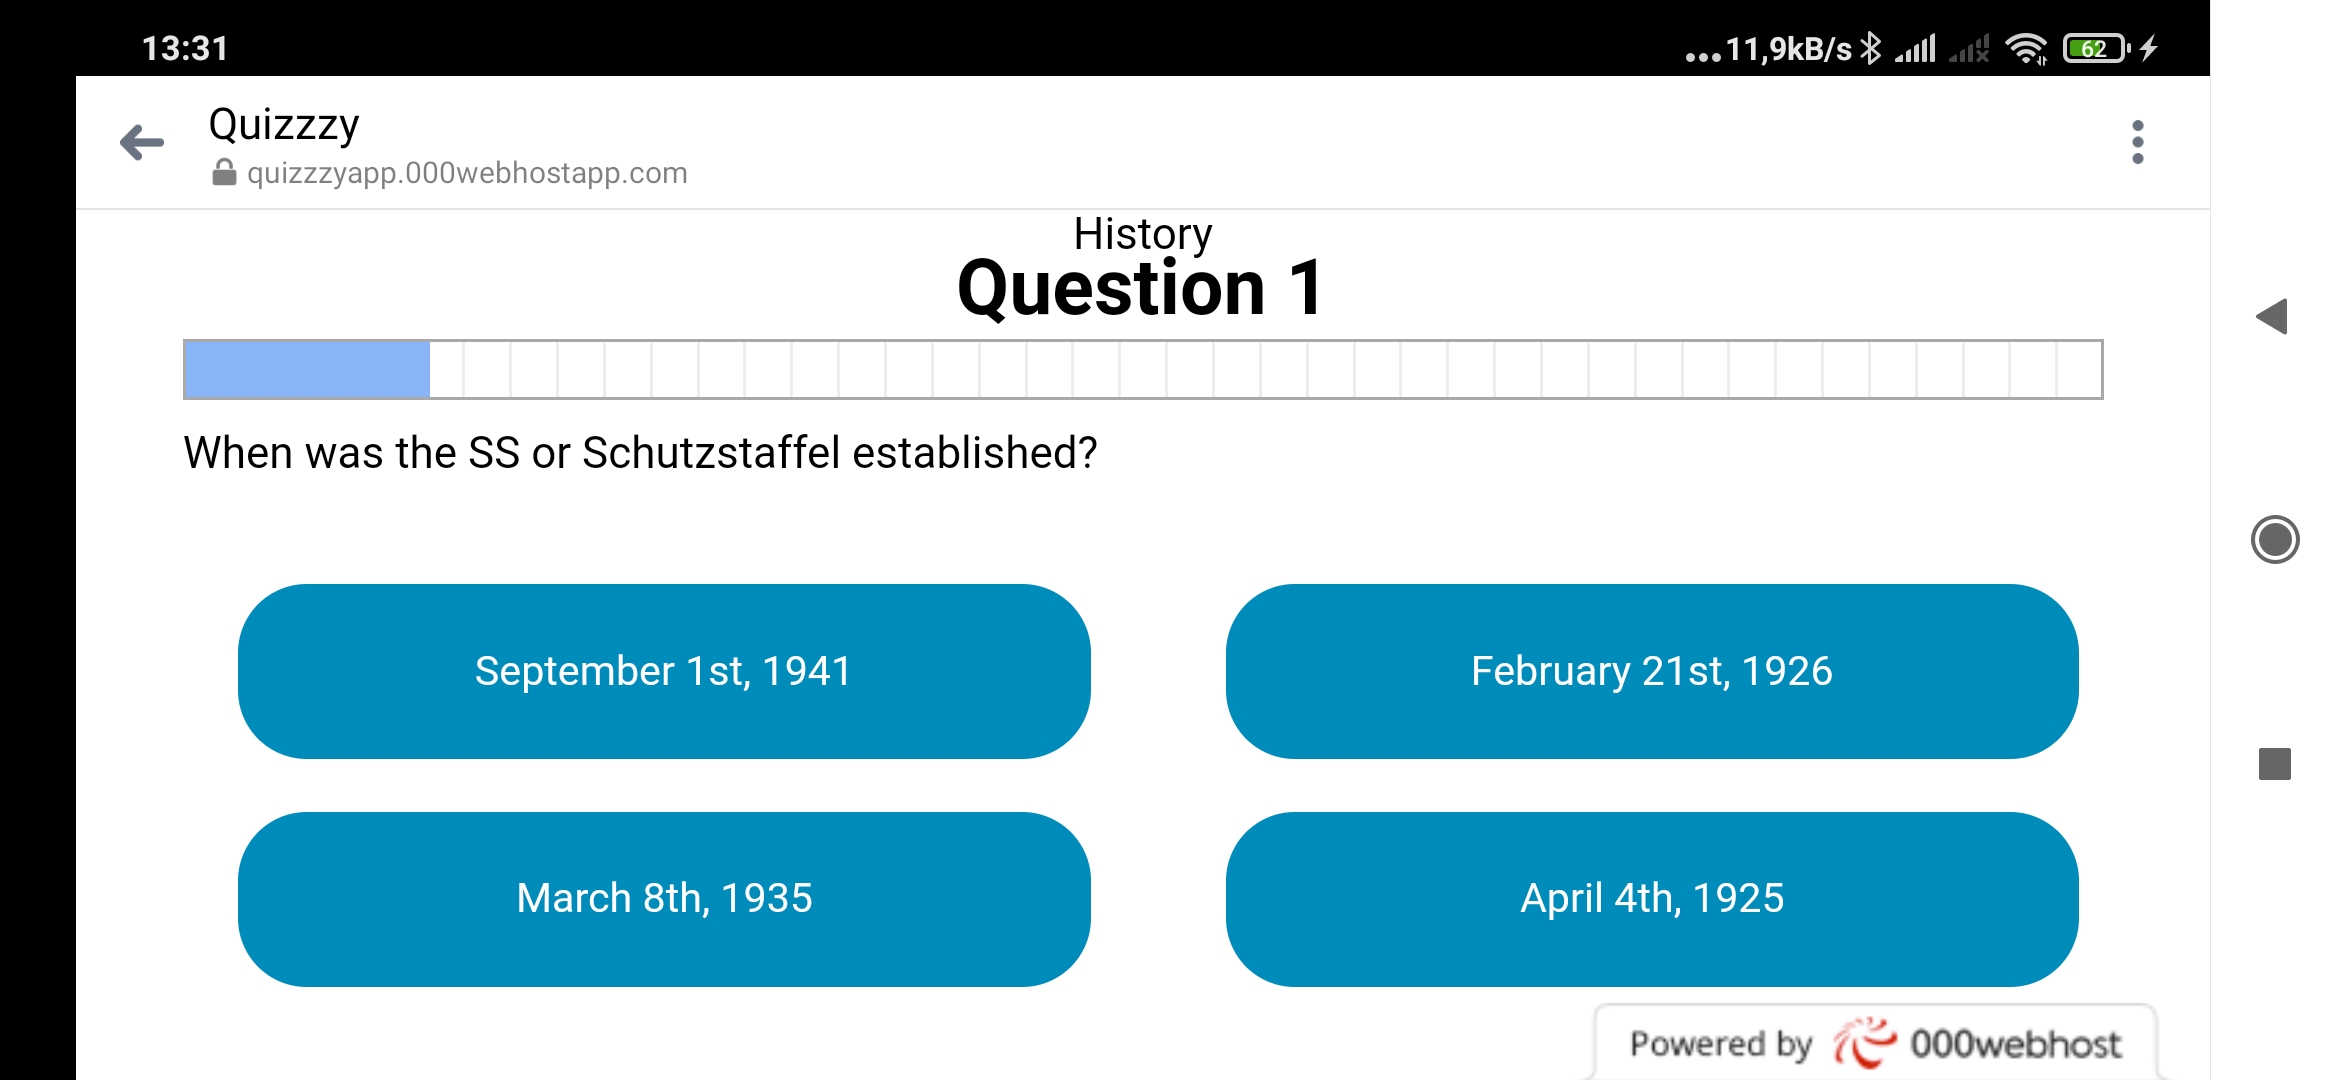 13:31
...11,9kB/s
62
Quizzzy
quizzzyapp.000webhostapp.com
History
Question 1
When was the SS or Schutzstaffel established?
September 1st, 1941
February 21st, 1926
March 8th, 1935
April 4th, 1925
Powered by 000webhost